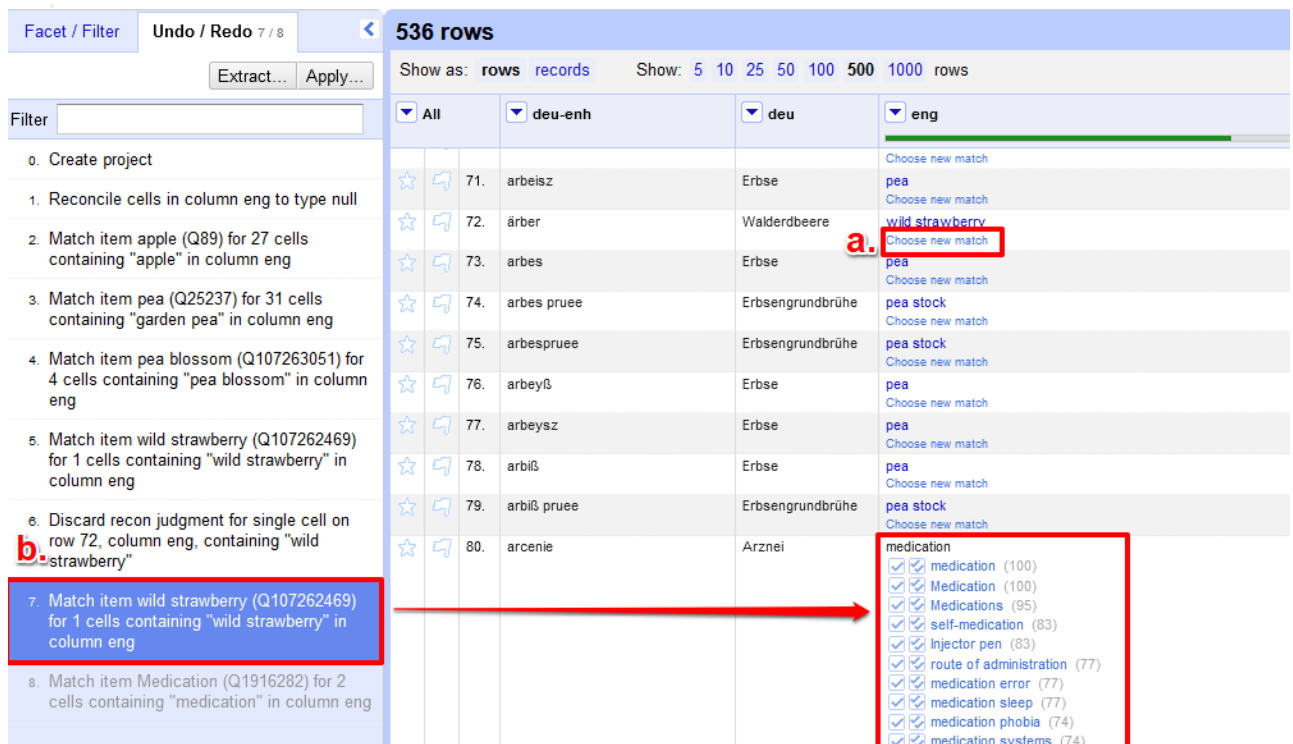 Facet / Filter
Undo / Redo 7 / 8
Extract...
Apply...
Filter
0. Create project
1. Reconcile cells in column eng to type null
2. Match item apple (Q89) for 27 cells
containing "apple" in column eng
3. Match item pea (Q25237) for 31 cells
containing "garden pea" in column eng
4. Match item pea blossom (Q107263051) for
4 cells containing "pea blossom" in column
eng
5. Match item wild strawberry (Q107262469)
for 1 cells containing "wild strawberry" in
column eng
6. Discard recon judgment for single cell on
row 72, column eng, containing "wild
strawberry"
b.
7. Match item wild strawberry (Q107262469)
for 1 cells containing "wild strawberry" in
column eng
8. Match item Medication (Q1916282) for 2
cells containing "medication" in column eng
536 rows
Show as: rows records Show: 5 10 25 50 100 500 1000 rows
All deu-enh deu eng
Choose new match
71. arbeisz Erbse pea
Choose new match
72. ärber Walderdbeere wild strawberry
a. Choose new match
73. arbes Erbse pea
Choose new match
74. arbes pruee Erbsengrundbrühe pea stock
Choose new match
75. arbespruee Erbsengrundbrühe pea stock
Choose new match
76. arbeyß Erbse pea
Choose new match
77. arbeysz Erbse pea
Choose new match
78. arbiß Erbse pea
Choose new match
79. arbiß pruee Erbsengrundbrühe pea stock
Choose new match
80. arcenie Arznei medication
medication (100)
Medication (100)
Medications (95)
self-medication (83)
Injector pen (83)
route of administration (77)
medication error (77)
medication sleep (77)
medication phobia (74)
medication systems (74)